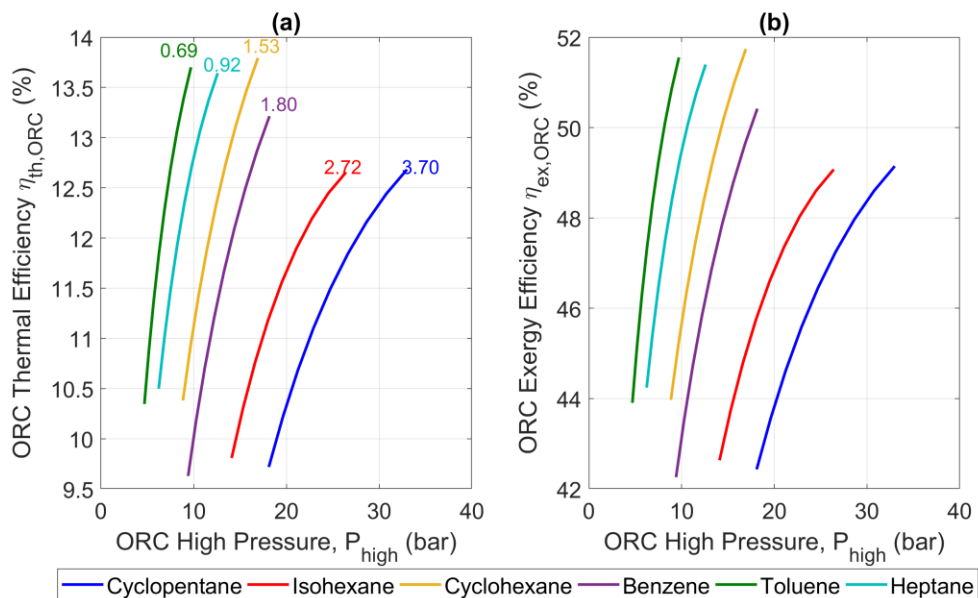 (a)
ORC Thermal Efficiency η_th,ORC (%)
14
13.5
13
12.5
12
11.5
11
10.5
10
9.5
0.69
0.92
1.53
1.80
2.72
3.70
0 10 20 30 40
ORC High Pressure, P_high (bar)
(b)
ORC Exergy Efficiency η_ex,ORC (%)
52
50
48
46
44
42
0 10 20 30 40
ORC High Pressure, P_high (bar)
Cyclopentane Isohexane Cyclohexane Benzene Toluene Heptane